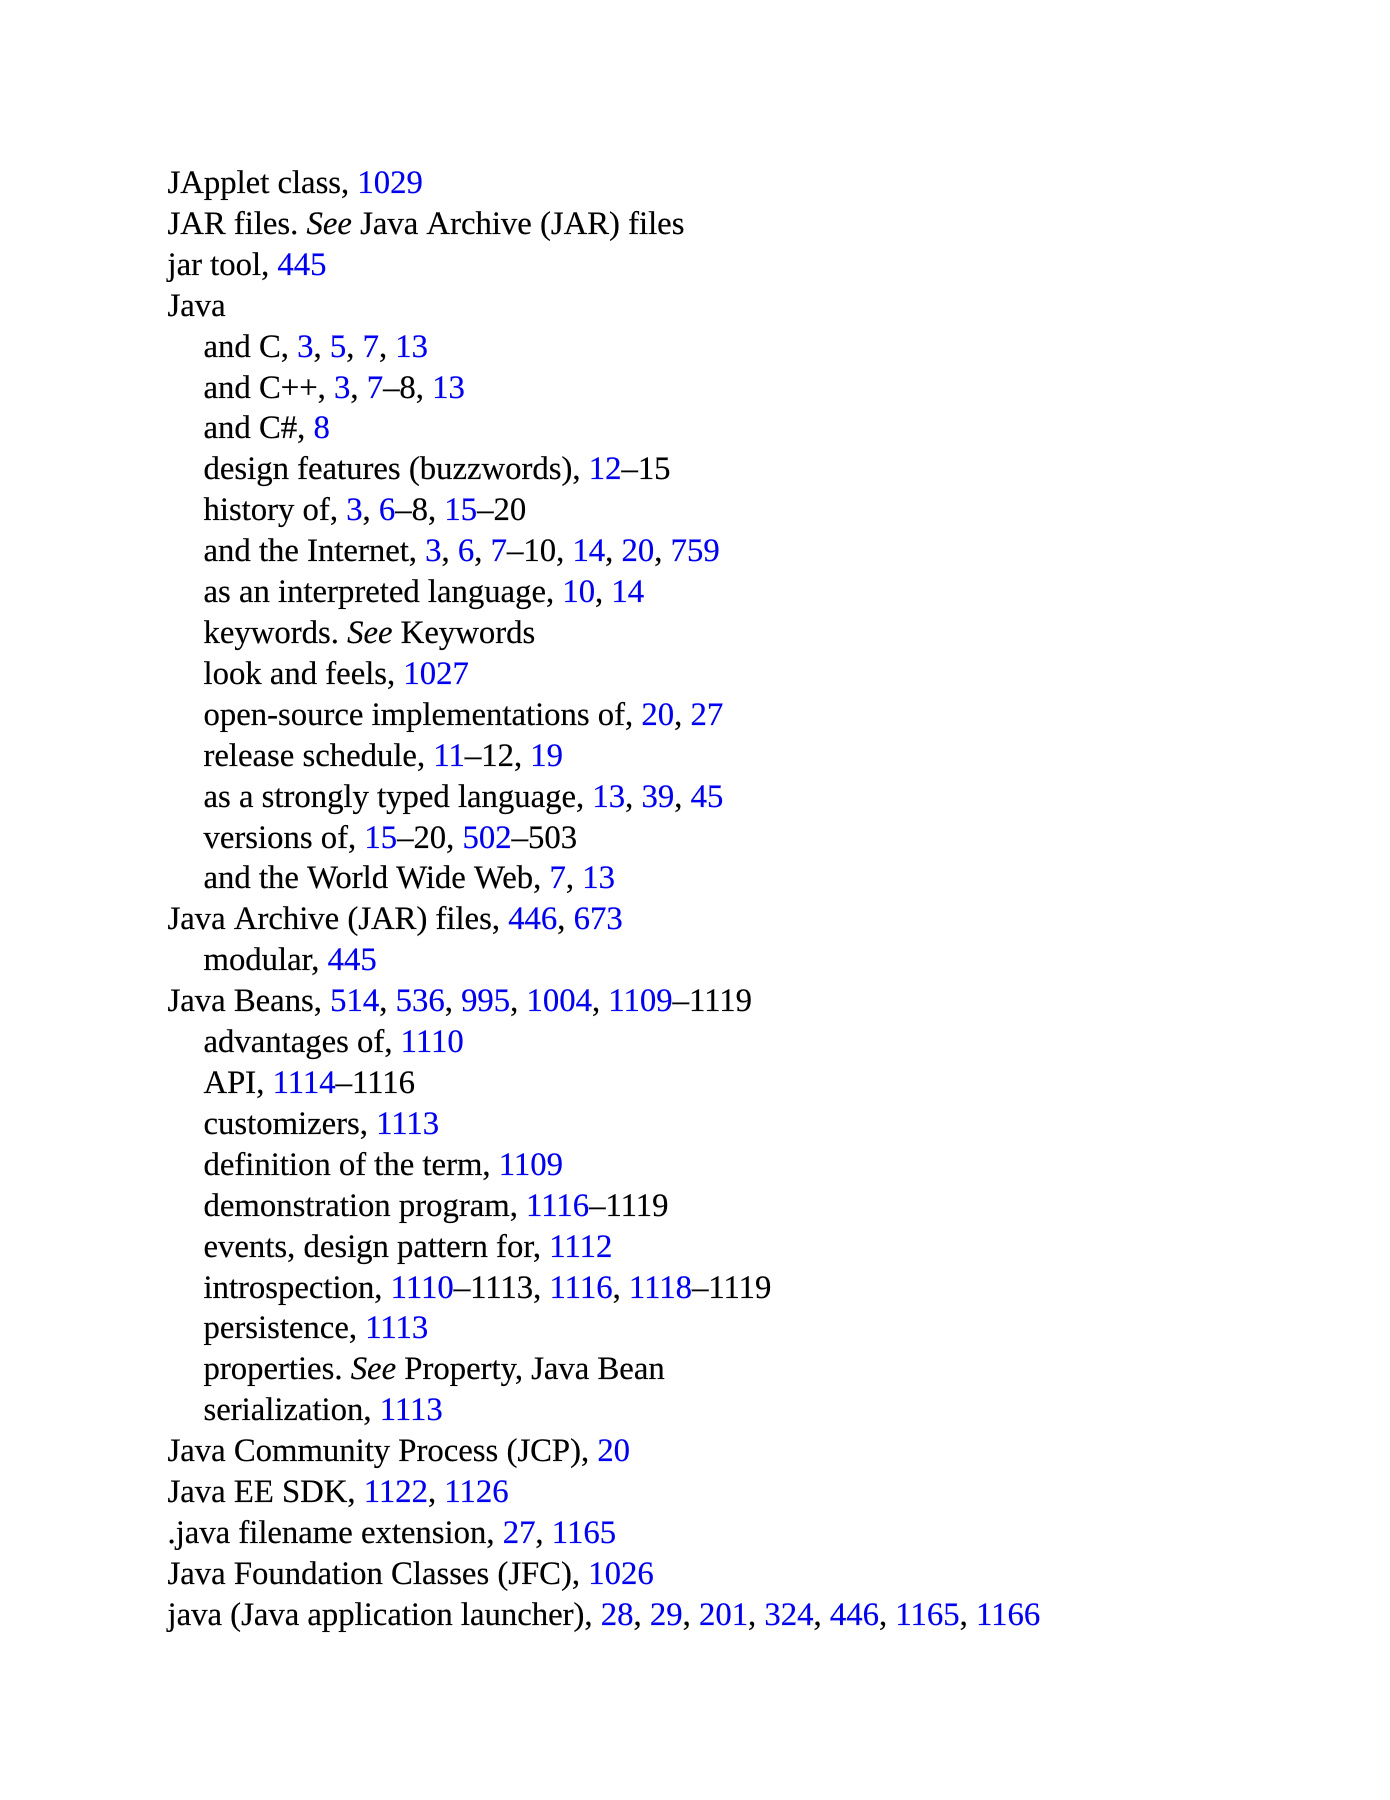 JApplet class, 1029
JAR files. See Java Archive (JAR) files
jar tool, 445
Java
and C, 3, 5, 7, 13
and C++, 3, 7–8, 13
and C#, 8
design features (buzzwords), 12–15
history of, 3, 6–8, 15–20
and the Internet, 3, 6, 7–10, 14, 20, 759
as an interpreted language, 10, 14
keywords. See Keywords
look and feels, 1027
open-source implementations of, 20, 27
release schedule, 11–12, 19
as a strongly typed language, 13, 39, 45
versions of, 15–20, 502–503
and the World Wide Web, 7, 13
Java Archive (JAR) files, 446, 673
modular, 445
Java Beans, 514, 536, 995, 1004, 1109–1119
advantages of, 1110
API, 1114–1116
customizers, 1113
definition of the term, 1109
demonstration program, 1116–1119
events, design pattern for, 1112
introspection, 1110–1113, 1116, 1118–1119
persistence, 1113
properties. See Property, Java Bean
serialization, 1113
Java Community Process (JCP), 20
Java EE SDK, 1122, 1126
.java filename extension, 27, 1165
Java Foundation Classes (JFC), 1026
java (Java application launcher), 28, 29, 201, 324, 446, 1165, 1166